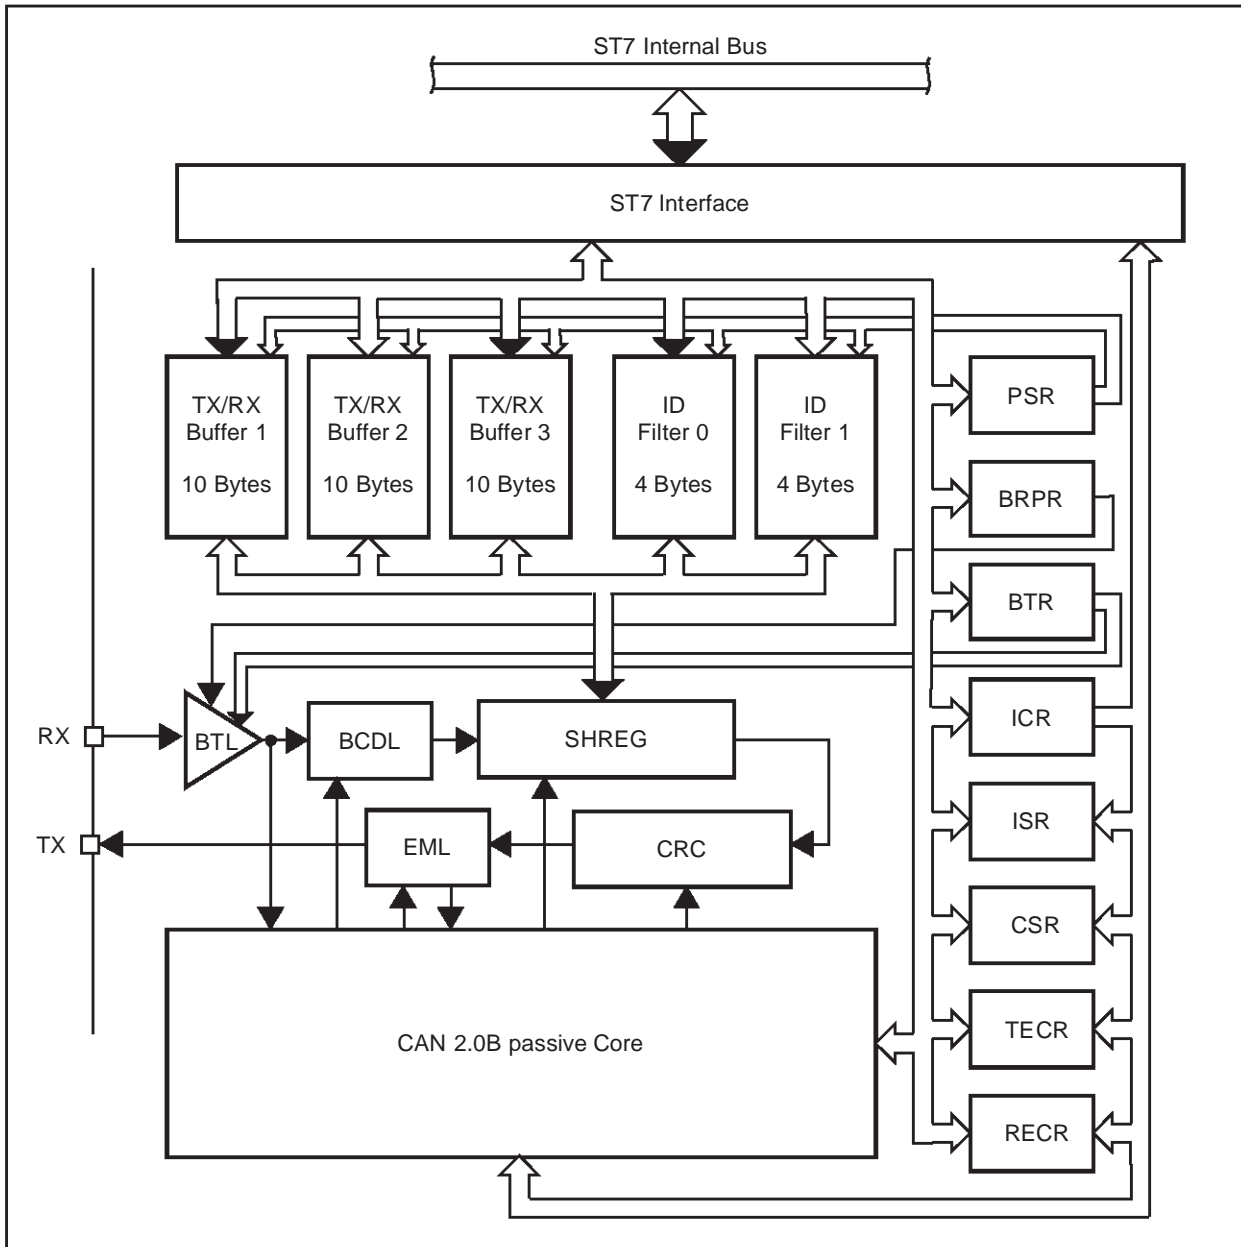 ST7 Internal Bus
ST7 Interface
TX/RX
Buffer 1
10 Bytes
TX/RX
Buffer 2
10 Bytes
TX/RX
Buffer 3
10 Bytes
ID
Filter 0
4 Bytes
ID
Filter 1
4 Bytes
PSR
BRPR
BTR
ICR
ISR
CSR
TECR
RECR
RX
BTL
BCDL
SHREG
TX
EML
CRC
CAN 2.0B passive Core